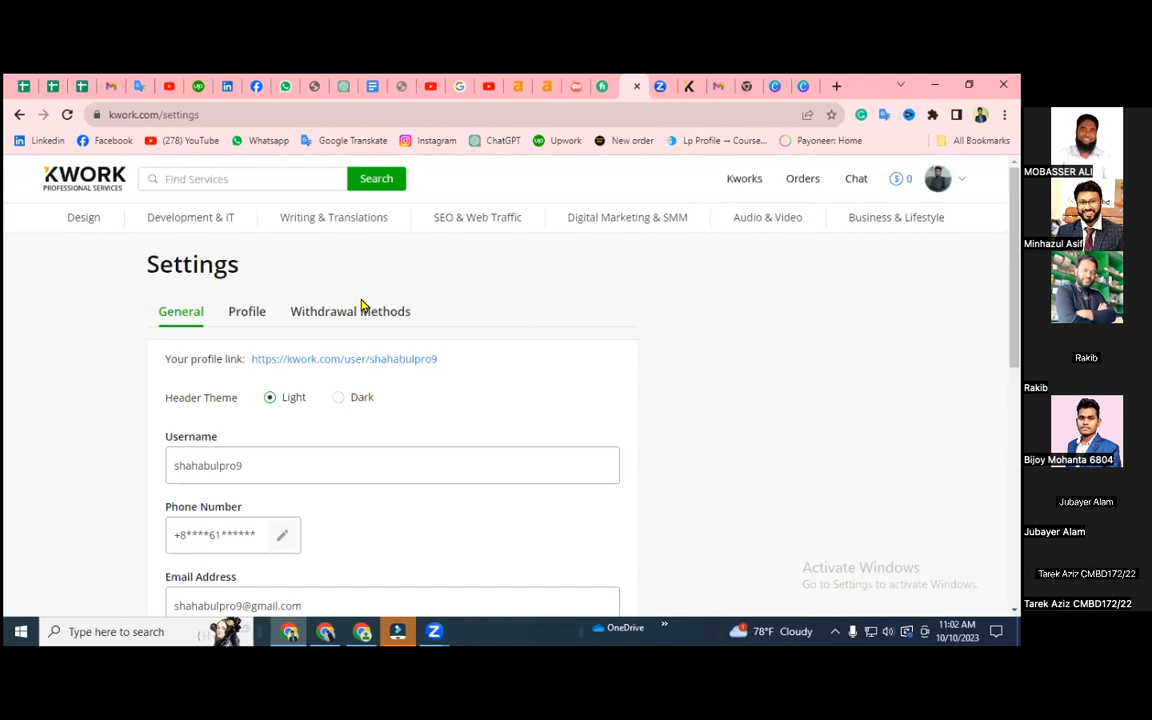 kwork.com/settings
Linkedin Facebook (278) YouTube Whatsapp Google Transkate Instagram ChatGPT Upwork New order Lp Profile → Course... Payoneer: Home All Bookmarks
KWORK
PROFESSIONAL SERVICES
Find Services
Search
Kworks Orders Chat $ 0
Design Development & IT Writing & Translations SEO & Web Traffic Digital Marketing & SMM Audio & Video Business & Lifestyle
Settings
General Profile Withdrawal Methods
Your profile link: https://kwork.com/user/shahabulpro9
Header Theme Light Dark
Username
shahabulpro9
Phone Number
+8****61******
Email Address
shahabulpro9@gmail.com
Activate Windows
Go to Settings to activate Windows.
Type here to search
OneDrive
78°F Cloudy
11:02 AM
10/10/2023
MOBASSER ALI
Minhazul Asif
Rakib
Rakib
Bijoy Mohanta 6804
Jubayer Alam
Jubayer Alam
Tarek Aziz CMBD172/22
Tarek Aziz CMBD172/22